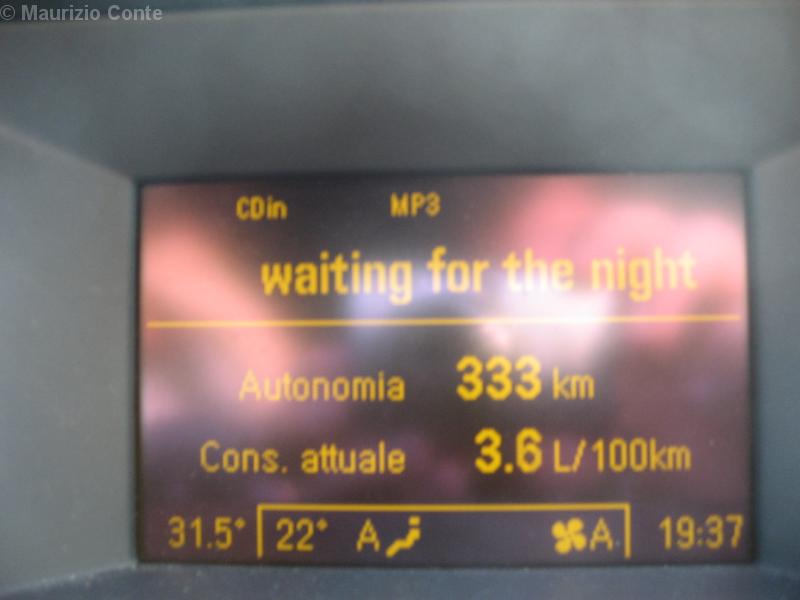 © Maurizio Conte
CDin MP3
waiting for the night
Autonomia 333 km
Cons. attuale 3.6 L/100km
31.5° 22° A A 19:37